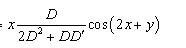 = x D / (2D² + DD′) cos(2x + y)